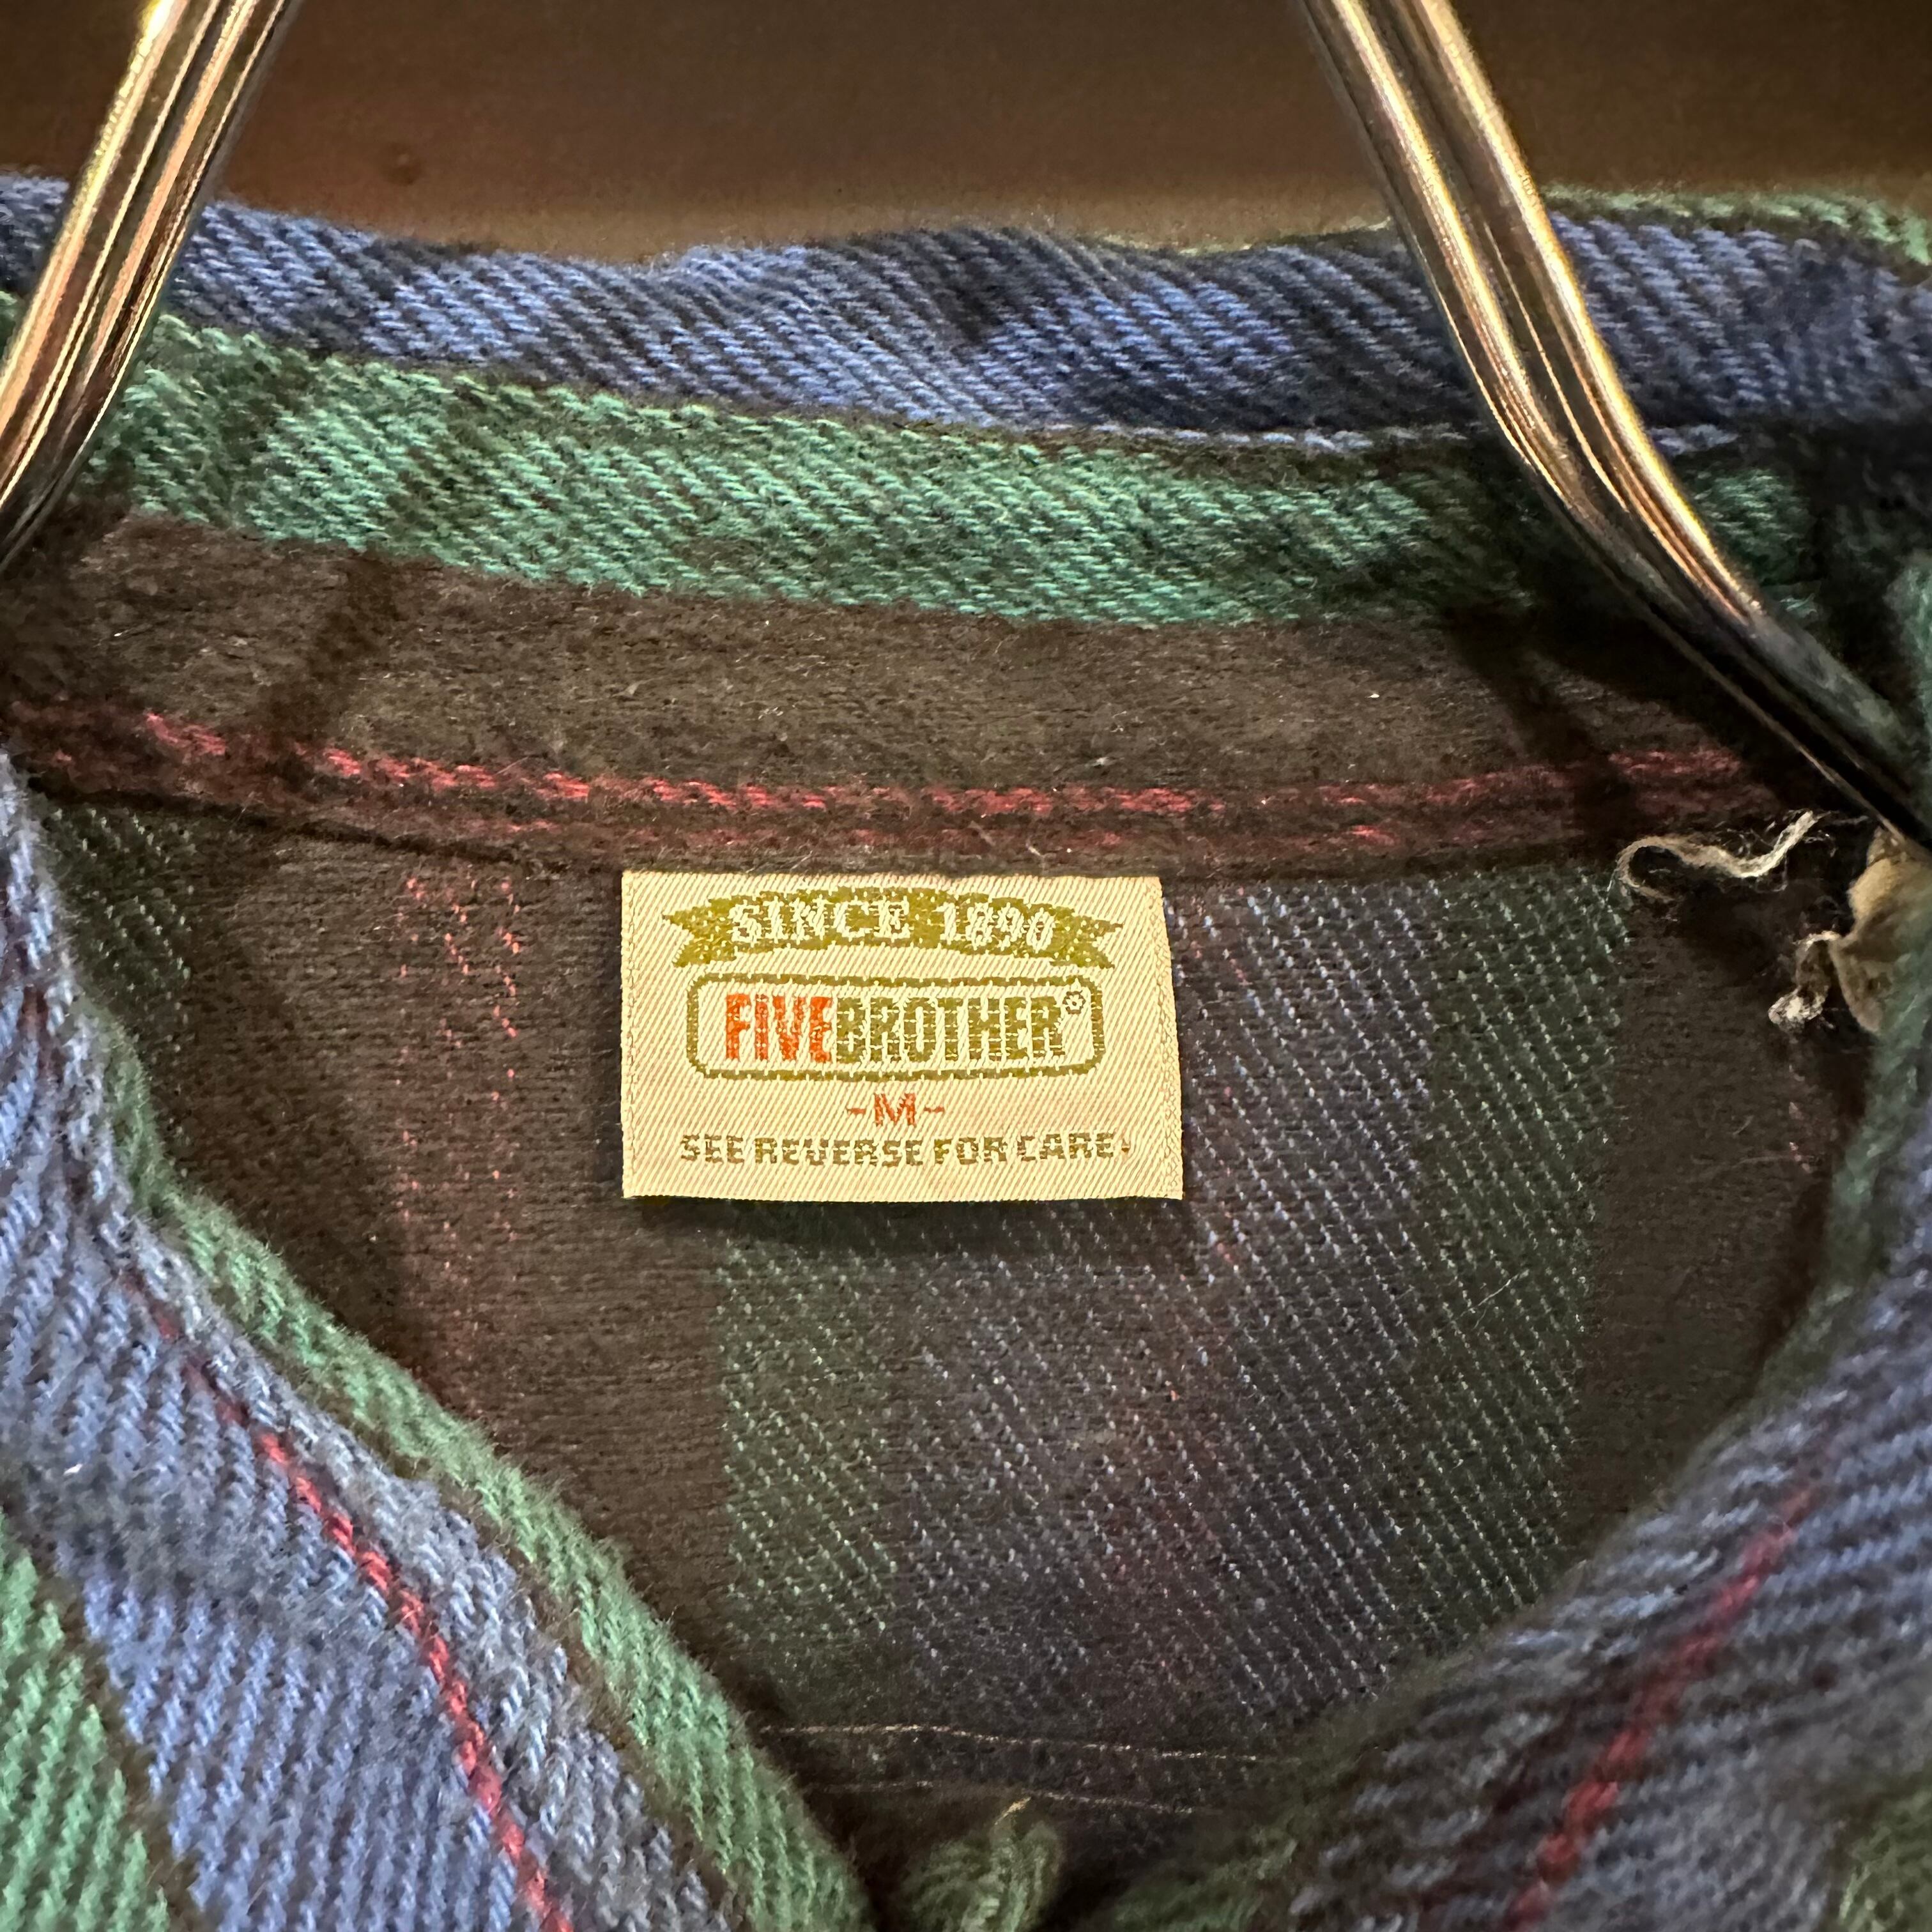 SINCE 1890
FIVEBROTHER®
-M-
SEE REVERSE FOR CARE